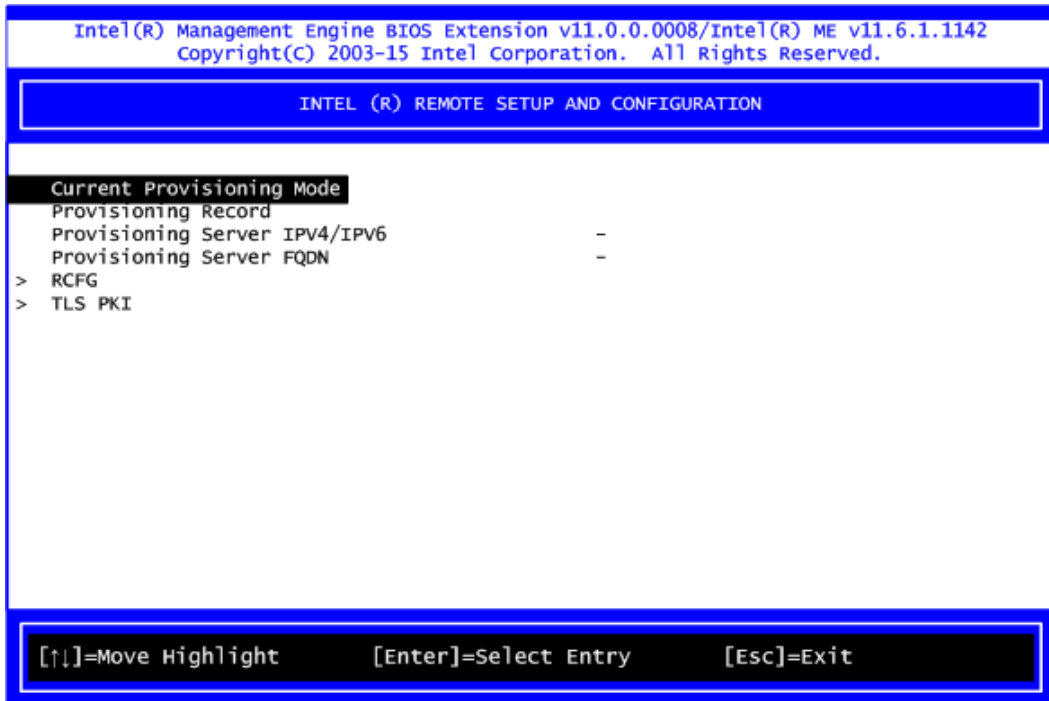 Intel(R) Management Engine BIOS Extension v11.0.0.0008/Intel(R) ME v11.6.1.1142
Copyright(C) 2003-15 Intel Corporation. All Rights Reserved.
INTEL (R) REMOTE SETUP AND CONFIGURATION
Current Provisioning Mode
Provisioning Record
Provisioning Server IPV4/IPV6 –
Provisioning Server FQDN –
> RCFG
> TLS PKI
[↑↓]=Move Highlight [Enter]=Select Entry [Esc]=Exit